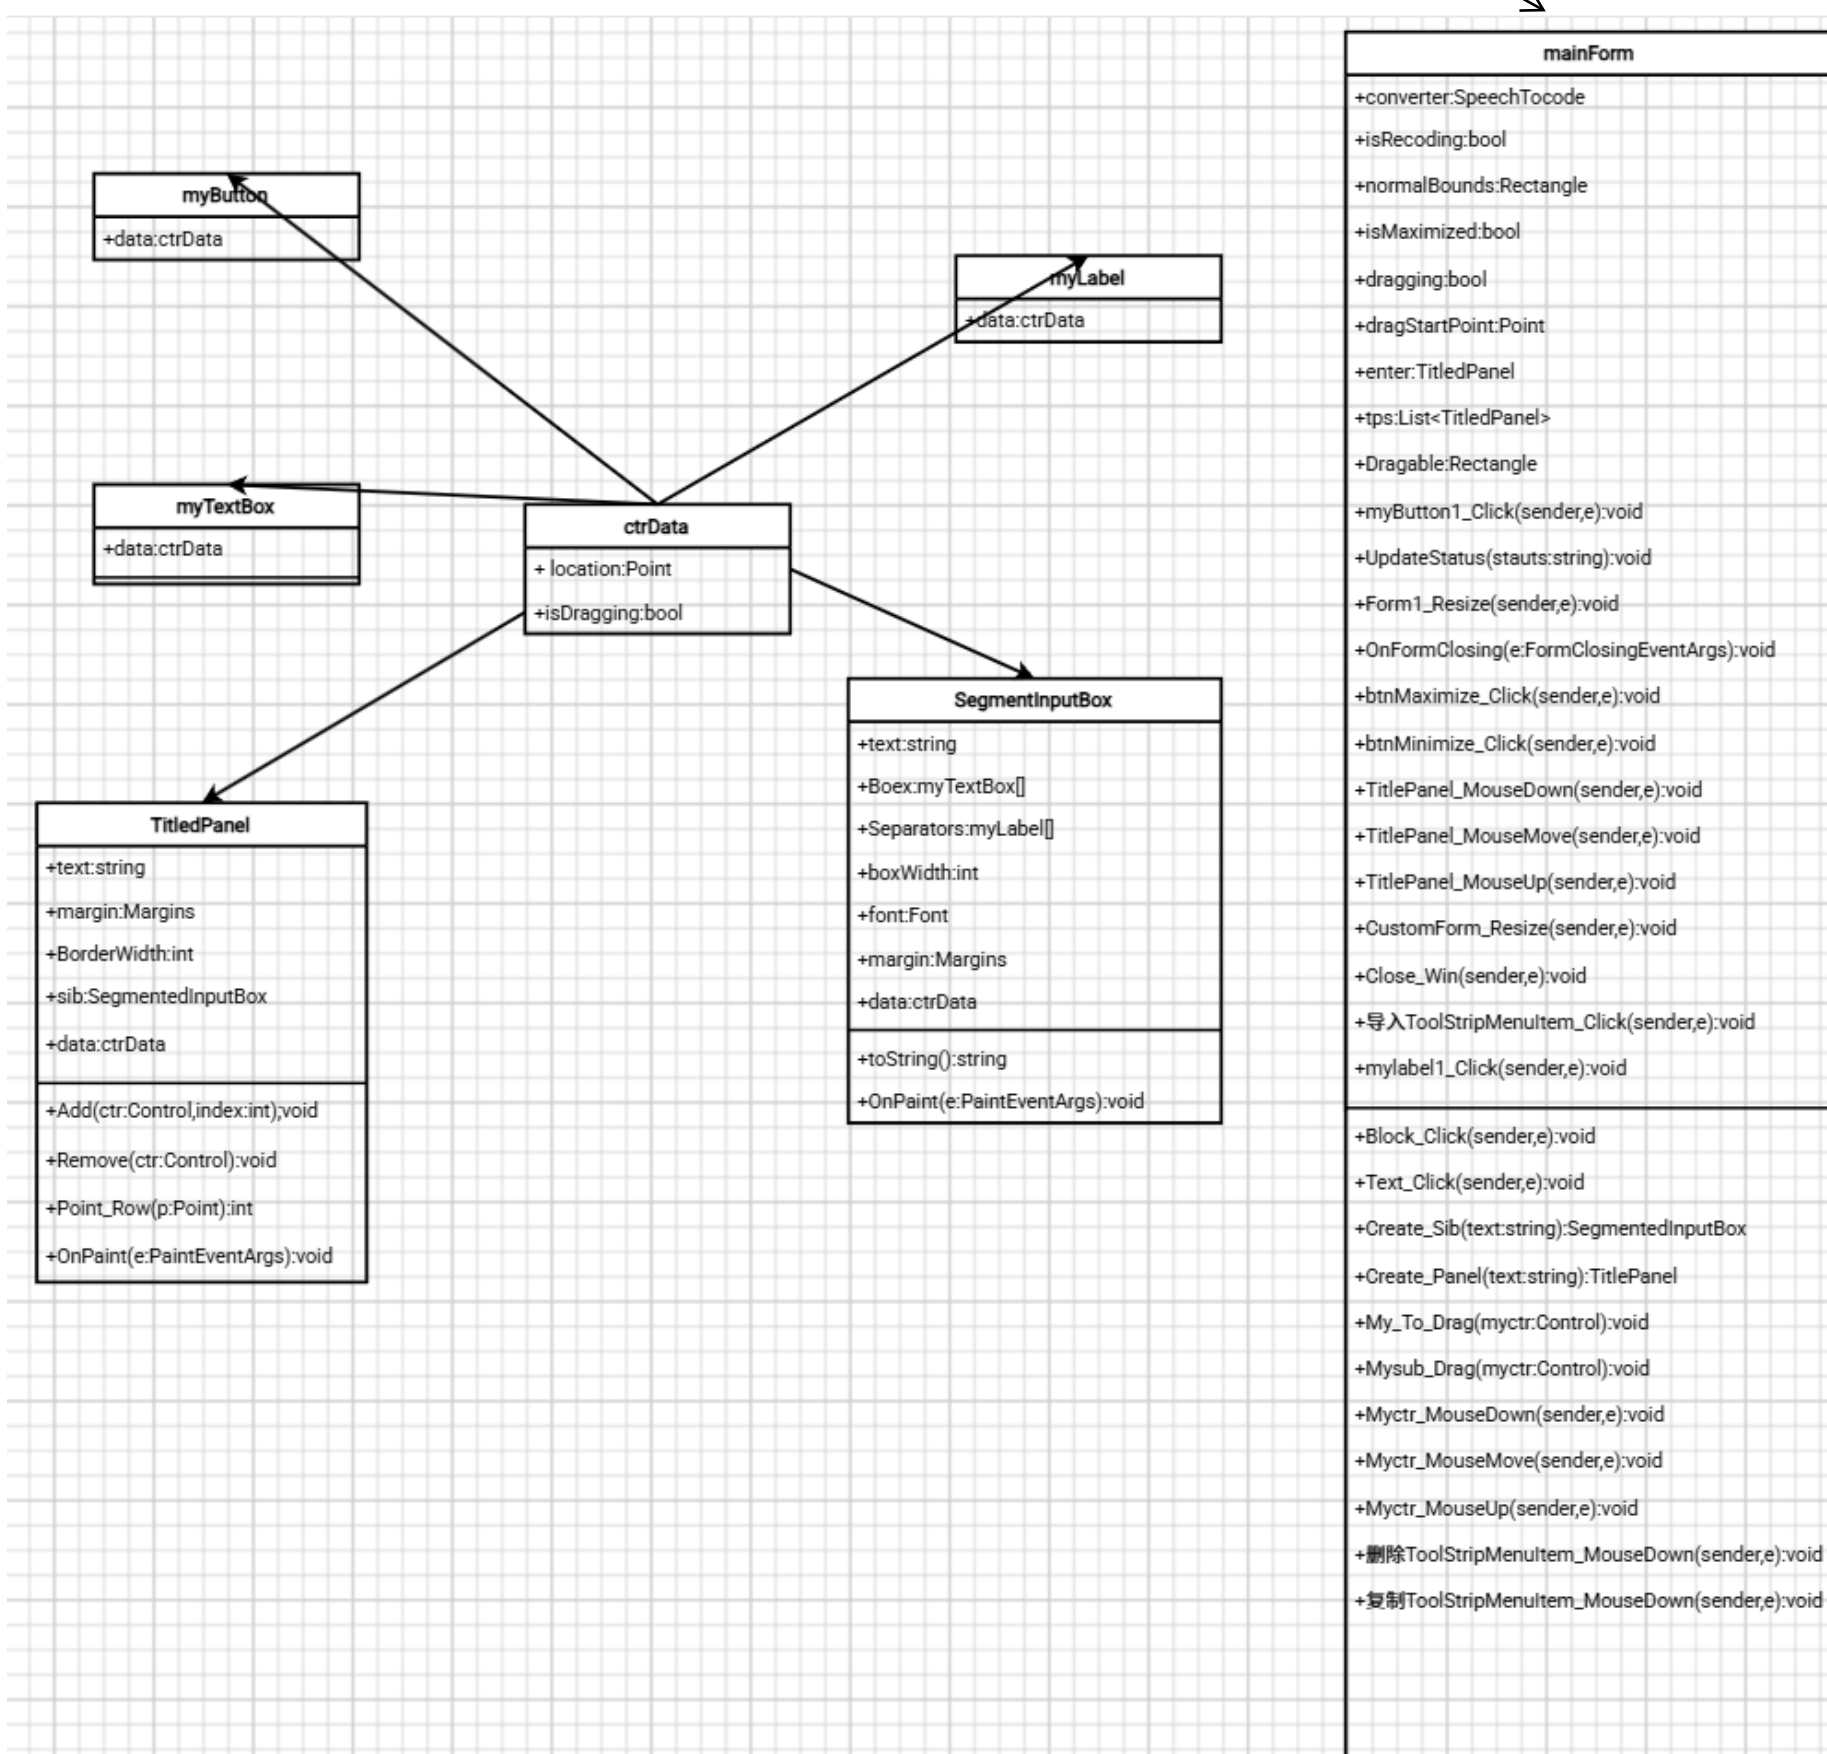 myButton
+data:ctrData
myLabel
+data:ctrData
myTextBox
+data:ctrData
ctrData
+ location:Point
+isDragging:bool
TitledPanel
+text:string
+margin:Margins
+BorderWidth:int
+sib:SegmentedInputBox
+data:ctrData
+Add(ctr:Control,index:int);void
+Remove(ctr:Control):void
+Point_Row(p:Point):int
+OnPaint(e:PaintEventArgs):void
SegmentInputBox
+text:string
+Boex:myTextBox[]
+Separators:myLabel[]
+boxWidth:int
+font:Font
+margin:Margins
+data:ctrData
+toString():string
+OnPaint(e:PaintEventArgs):void
mainForm
+converter:SpeechTocode
+isRecoding:bool
+normalBounds:Rectangle
+isMaximized:bool
+dragging:bool
+dragStartPoint:Point
+enter:TitledPanel
+tps:List<TitledPanel>
+Dragable:Rectangle
+myButton1_Click(sender,e):void
+UpdateStatus(stauts:string):void
+Form1_Resize(sender,e):void
+OnFormClosing(e:FormClosingEventArgs):void
+btnMaximize_Click(sender,e):void
+btnMinimize_Click(sender,e):void
+TitlePanel_MouseDown(sender,e):void
+TitlePanel_MouseMove(sender,e):void
+TitlePanel_MouseUp(sender,e):void
+CustomForm_Resize(sender,e):void
+Close_Win(sender,e):void
+导入ToolStripMenuItem_Click(sender,e):void
+mylabel1_Click(sender,e):void
+Block_Click(sender,e):void
+Text_Click(sender,e):void
+Create_Sib(text:string):SegmentedInputBox
+Create_Panel(text:string):TitlePanel
+My_To_Drag(myctr:Control):void
+Mysub_Drag(myctr:Control):void
+Myctr_MouseDown(sender,e):void
+Myctr_MouseMove(sender,e):void
+Myctr_MouseUp(sender,e):void
+删除ToolStripMenuItem_MouseDown(sender,e):void
+复制ToolStripMenuItem_MouseDown(sender,e):void